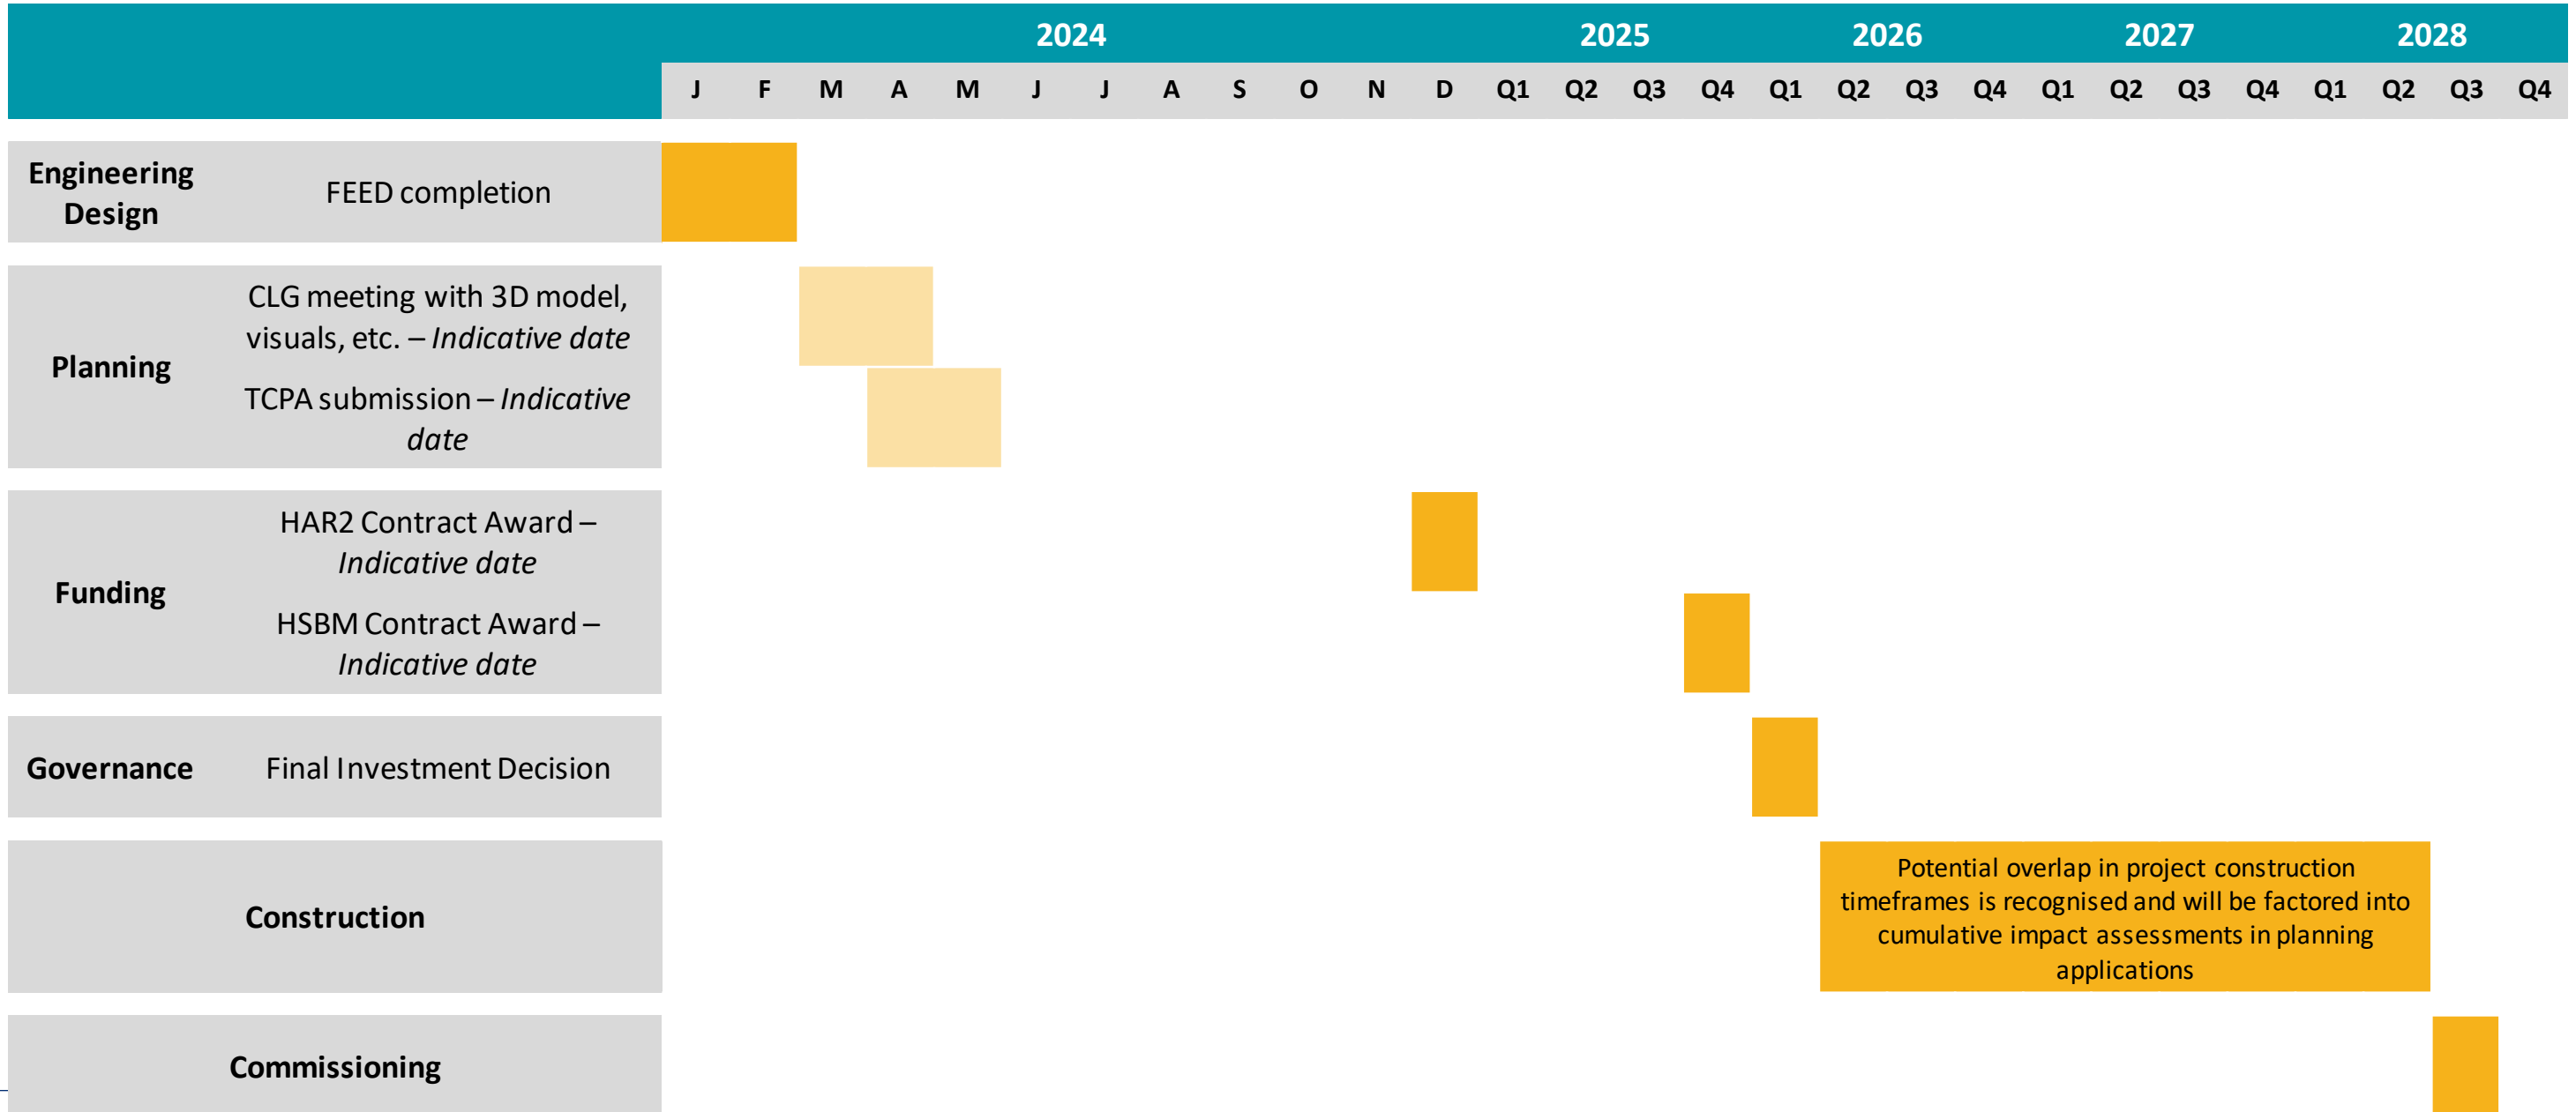 2024 2025 2026 2027 2028
J F M A M J J A S O N D Q1 Q2 Q3 Q4 Q1 Q2 Q3 Q4 Q1 Q2 Q3 Q4 Q1 Q2 Q3 Q4
Engineering
Design
FEED completion
Planning
CLG meeting with 3D model,
visuals, etc. – Indicative date
TCPA submission – Indicative
date
Funding
HAR2 Contract Award –
Indicative date
HSBM Contract Award –
Indicative date
Governance
Final Investment Decision
Construction
Potential overlap in project construction
timeframes is recognised and will be factored into
cumulative impact assessments in planning
applications
Commissioning